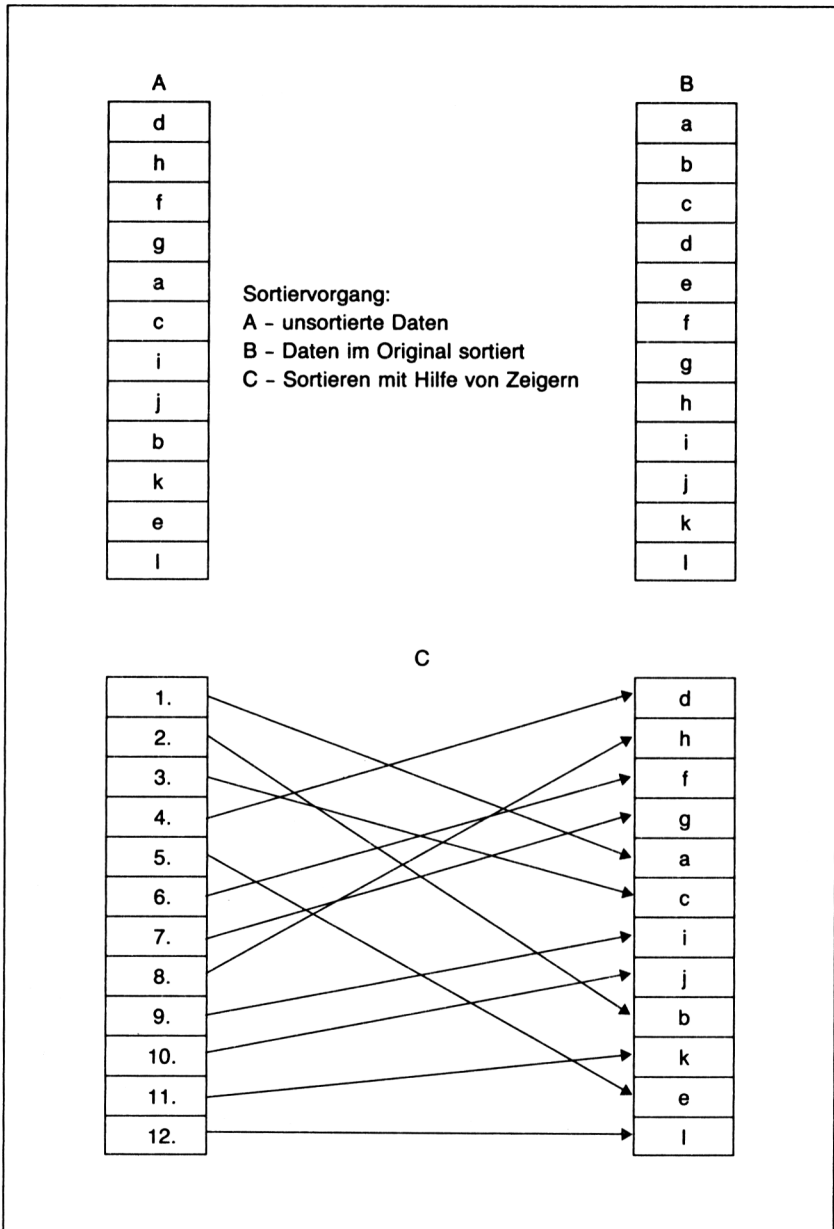 A
d
h
f
g
a
c
i
j
b
k
e
l
Sortiervorgang:
A - unsortierte Daten
B - Daten im Original sortiert
C - Sortieren mit Hilfe von Zeigern
B
a
b
c
d
e
f
g
h
i
j
k
l
C
1.
2.
3.
4.
5.
6.
7.
8.
9.
10.
11.
12.
d
h
f
g
a
c
i
j
b
k
e
l